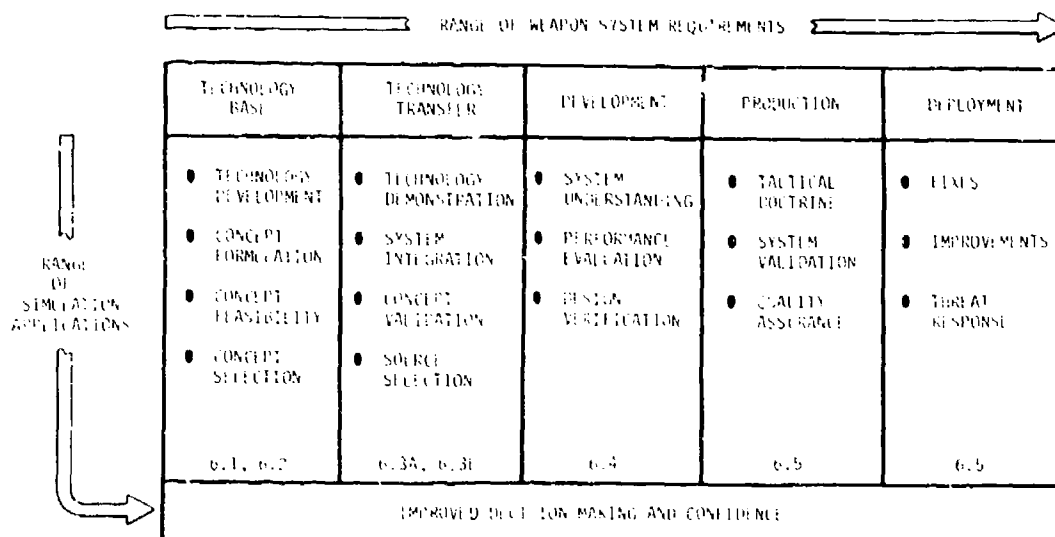 RANGE OF WEAPON SYSTEM REQUIREMENTS
TECHNOLOGY
BASE
TECHNOLOGY
TRANSFER
DEVELOPMENT
PRODUCTION
DEPLOYMENT
RANGE
OF
SIMULATION
APPLICATIONS
● TECHNOLOGY
DEVELOPMENT
● CONCEPT
FORMULATION
● CONCEPT
FEASIBILITY
● CONCEPT
SELECTION
6.1, 6.2
● TECHNOLOGY
DEMONSTRATION
● SYSTEM
INTEGRATION
● CONCEPT
VALIDATION
● SOURCE
SELECTION
6.3A, 6.3B
● SYSTEM
UNDERSTANDING
● PERFORMANCE
EVALUATION
● DESIGN
VERIFICATION
6.4
● TACTICAL
DOCTRINE
● SYSTEM
VALIDATION
● QUALITY
ASSURANCE
6.5
● FIXES
● IMPROVEMENTS
● THREAT
RESPONSE
6.5
IMPROVED DECISION MAKING AND CONFIDENCE